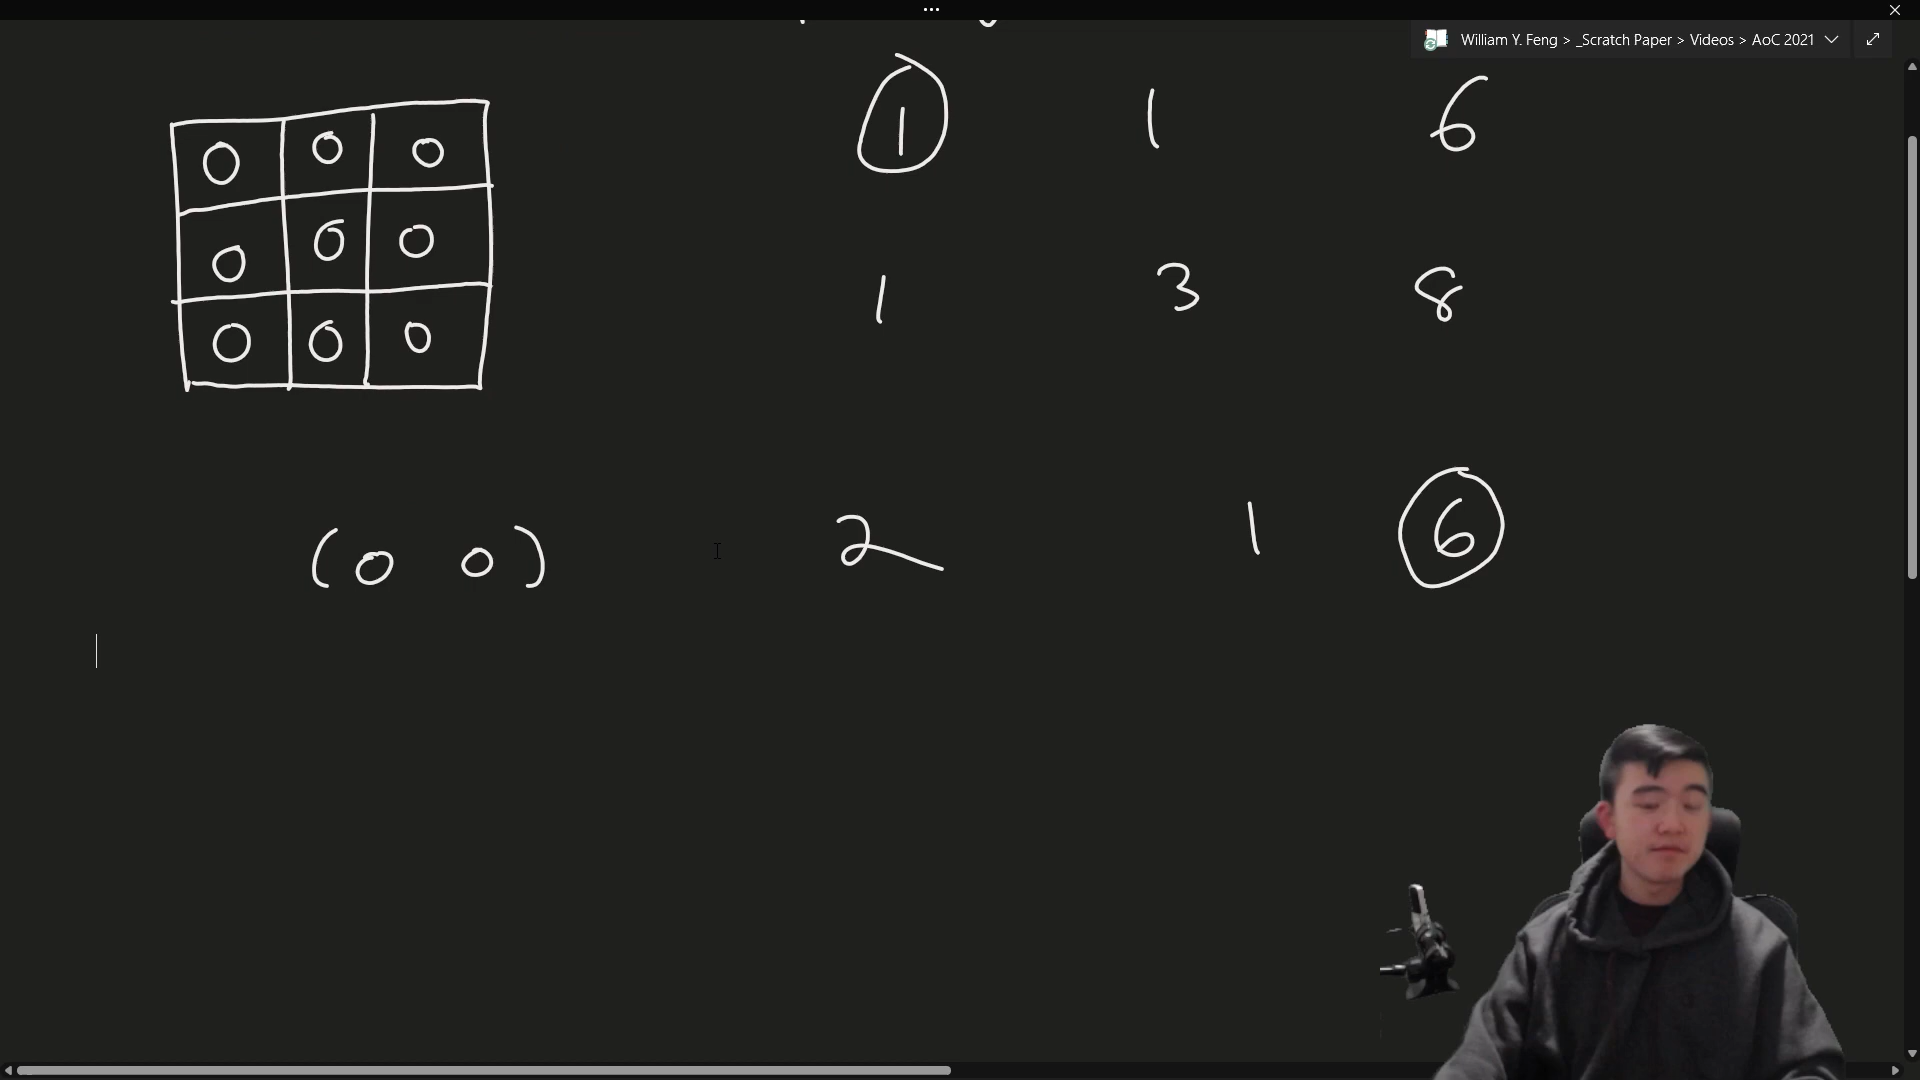 William Y. Feng > _Scratch Paper > Videos > AoC 2021
0 0 0 1 1 6
0 0 0 1 3 8
0 0 0
(0 0) 2 1 6